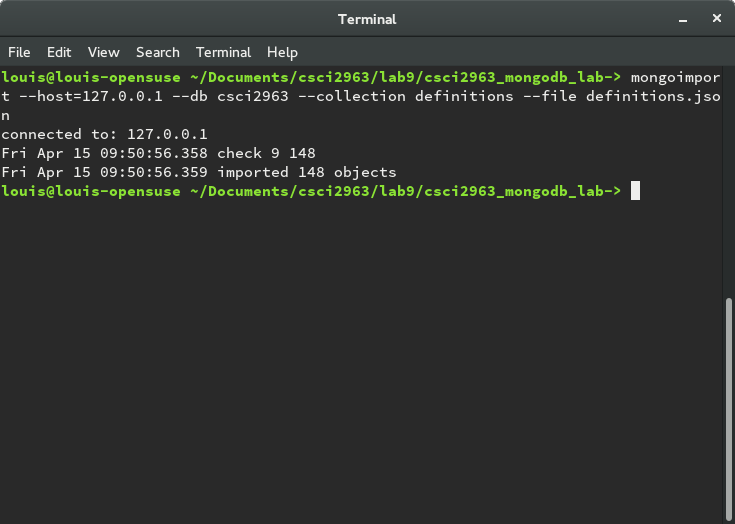 Terminal
File Edit View Search Terminal Help
louis@louis-opensuse ~/Documents/csci2963/lab9/csci2963_mongodb_lab-> mongoimpor
t --host=127.0.0.1 --db csci2963 --collection definitions --file definitions.jso
n
connected to: 127.0.0.1
Fri Apr 15 09:50:56.358 check 9 148
Fri Apr 15 09:50:56.359 imported 148 objects
louis@louis-opensuse ~/Documents/csci2963/lab9/csci2963_mongodb_lab->